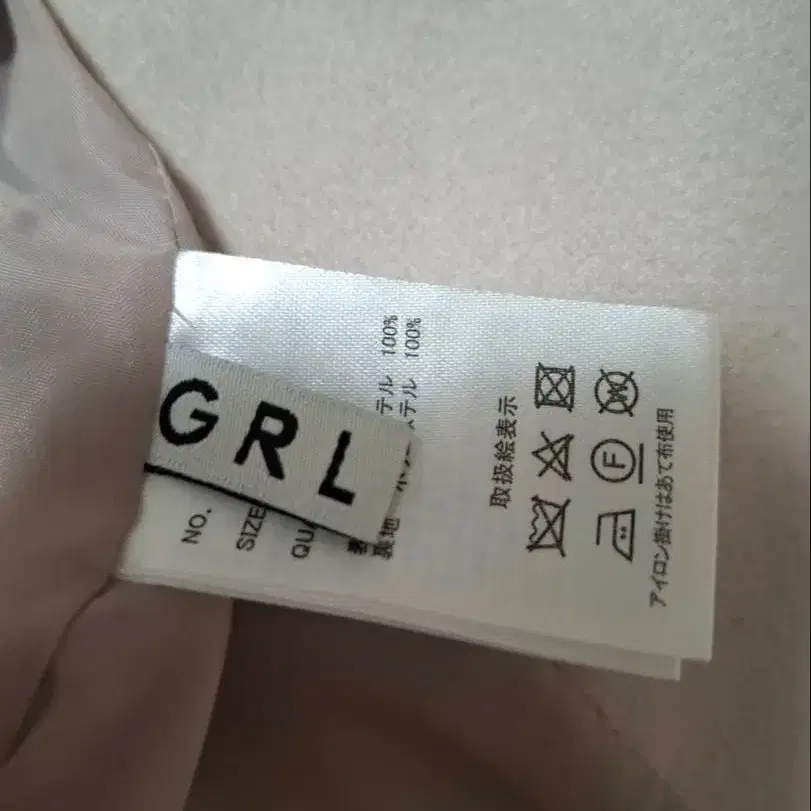 GRL
NO.
SIZE
QU
テル 100%
裏地 ステル 100%
取扱絵表示
W
F
アイロン掛けはあて布使用